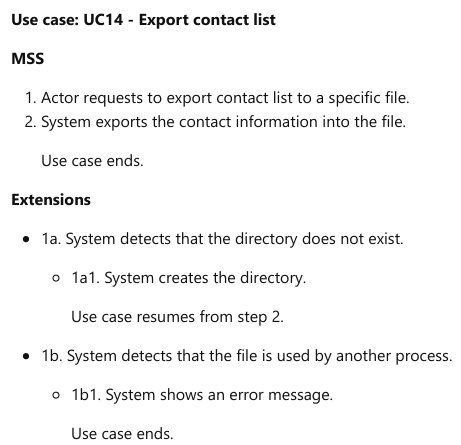 Use case: UC14 - Export contact list
MSS
1. Actor requests to export contact list to a specific file.
2. System exports the contact information into the file.
Use case ends.
Extensions
• 1a. System detects that the directory does not exist.
◦ 1a1. System creates the directory.
Use case resumes from step 2.
• 1b. System detects that the file is used by another process.
◦ 1b1. System shows an error message.
Use case ends.